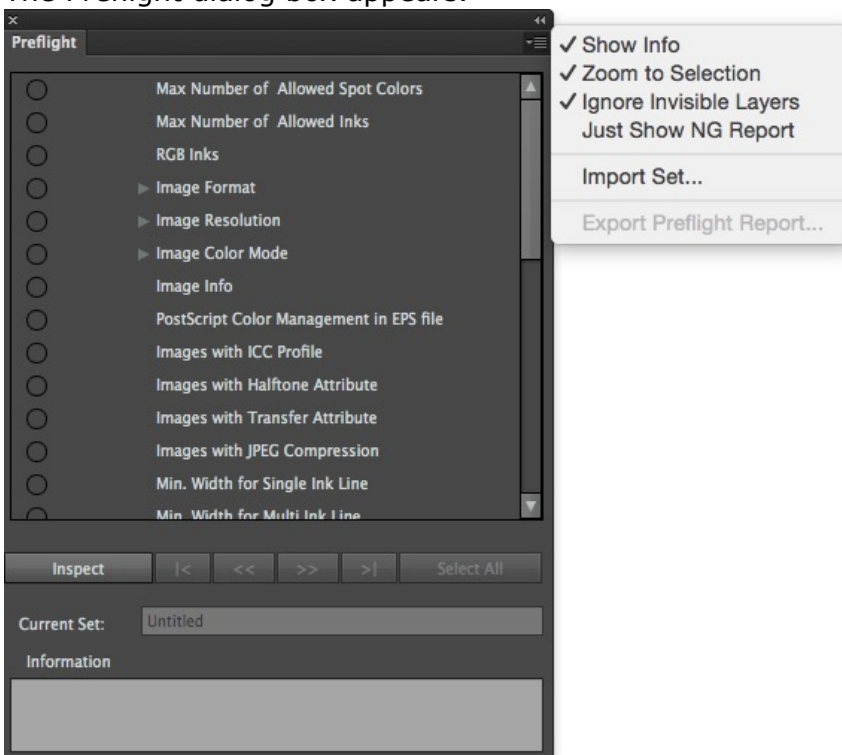 The Preflight dialog box appears.
Preflight
Max Number of Allowed Spot Colors
Max Number of Allowed Inks
RGB Inks
Image Format
Image Resolution
Image Color Mode
Image Info
PostScript Color Management in EPS file
Images with ICC Profile
Images with Halftone Attribute
Images with Transfer Attribute
Images with JPEG Compression
Min. Width for Single Ink Line
Min. Width for Multi Ink Line
Inspect |< << >> >| Select All
Current Set: Untitled
Information
✓ Show Info
✓ Zoom to Selection
✓ Ignore Invisible Layers
Just Show NG Report
Import Set...
Export Preflight Report...